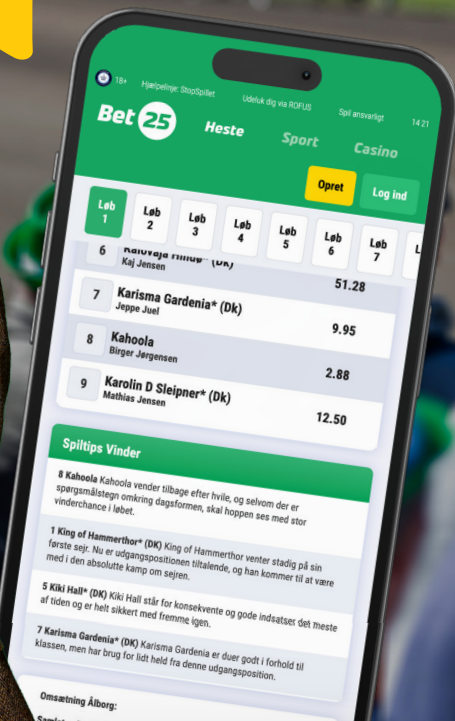 18+ Hjælpelinje: StopSpillet Udeluk dig via ROFUS Spil ansvarligt 14 21
Bet 25 Heste Sport Casino
Opret Log ind
Løb 1
Løb 2
Løb 3
Løb 4
Løb 5
Løb 6
Løb 7
L
6 (DK) 51.28
Kaj Jensen
7 Karisma Gardenia* (Dk) 9.95
Jeppe Juel
8 Kahoola 2.88
Birger Jørgensen
9 Karolin D Sleipner* (Dk) 12.50
Mathias Jensen
Spiltips Vinder
8 Kahoola Kahoola vender tilbage efter hvile, og selvom der er
spørgsmålstegn omkring dagsformen, skal hoppen ses med stor
vinderchance i løbet.
1 King of Hammerthor* (DK) King of Hammerthor venter stadig på sin
første sejr. Nu er udgangspositionen tiltalende, og han kommer til at være
med i den absolutte kamp om sejren.
5 Kiki Hall* (DK) Kiki Hall står for konsekvente og gode indsatser det meste
af tiden og er helt sikkert med fremme igen.
7 Karisma Gardenia* (DK) Karisma Gardenia er duer godt i forhold til
klassen, men har brug for lidt held fra denne udgangsposition.
Omsætning Ålborg: